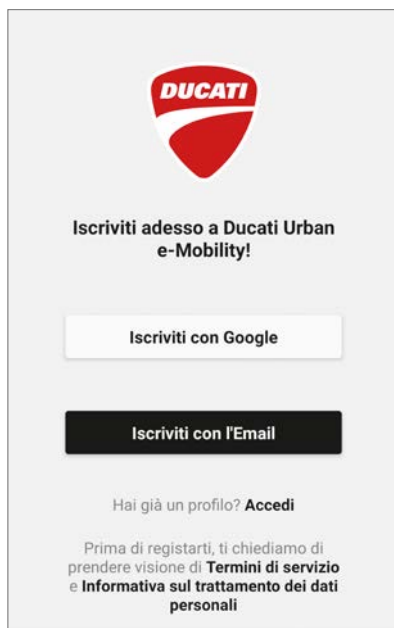 DUCATI
Iscriviti adesso a Ducati Urban
e-Mobility!
Iscriviti con Google
Iscriviti con l'Email
Hai già un profilo? Accedi
Prima di registarti, ti chiediamo di
prendere visione di Termini di servizio
e Informativa sul trattamento dei dati
personali